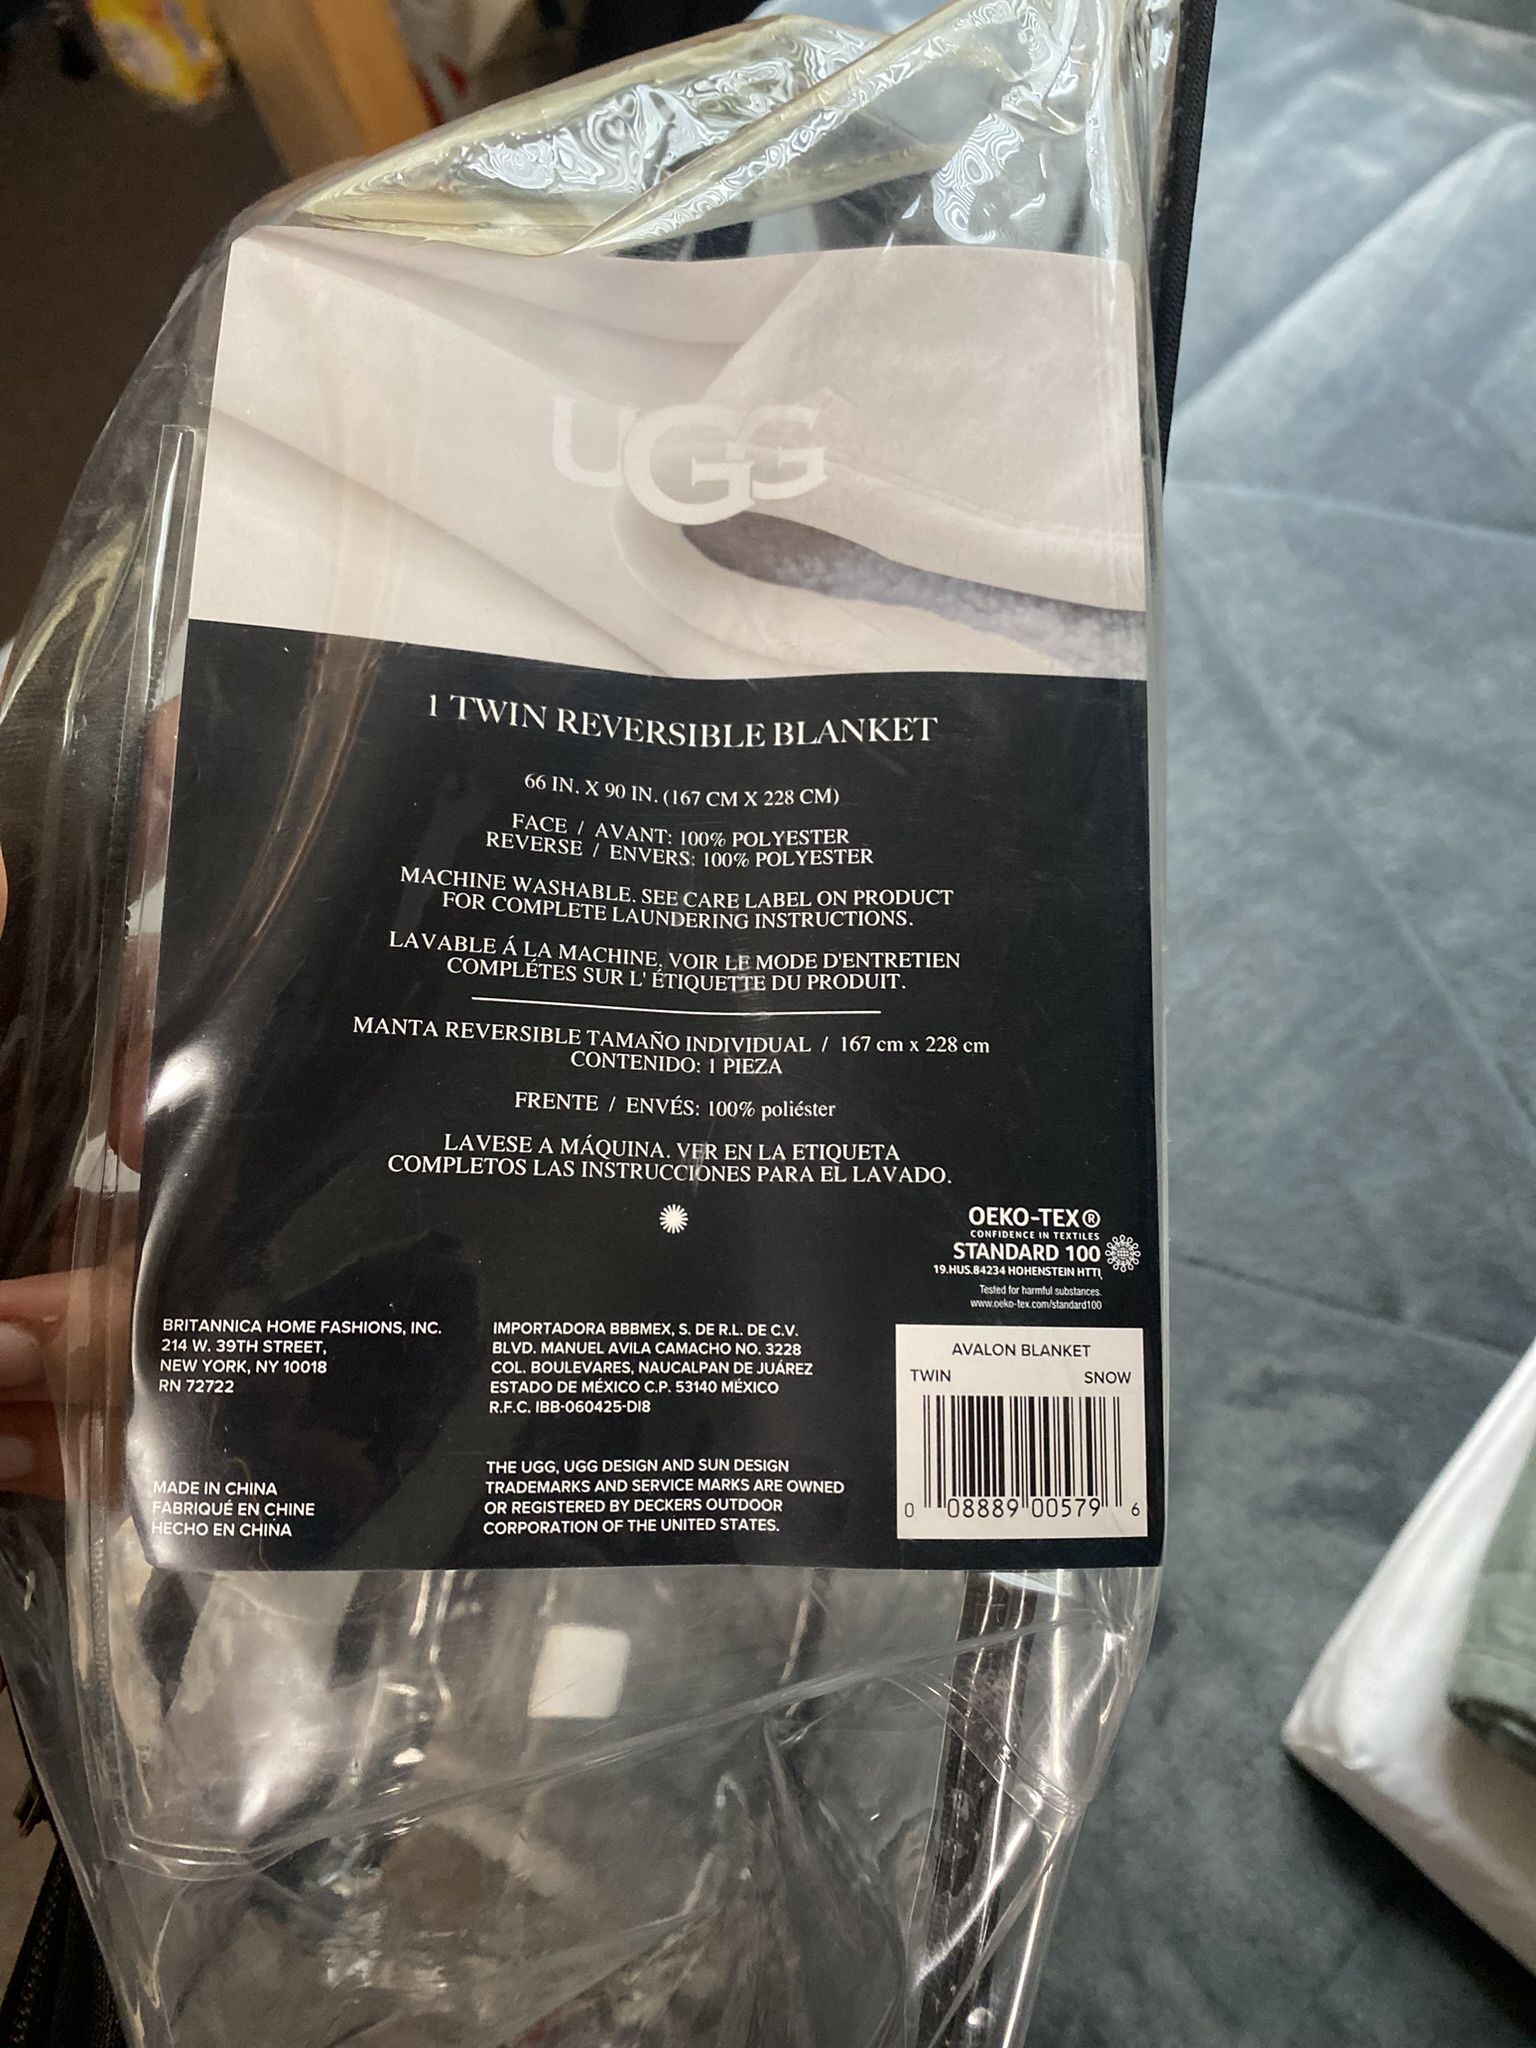 UGG
1 TWIN REVERSIBLE BLANKET
66 IN. X 90 IN. (167 CM X 228 CM)
FACE / AVANT: 100% POLYESTER
REVERSE / ENVERS: 100% POLYESTER
MACHINE WASHABLE. SEE CARE LABEL ON PRODUCT
FOR COMPLETE LAUNDERING INSTRUCTIONS.
LAVABLE Á LA MACHINE. VOIR LE MODE D'ENTRETIEN
COMPLÉTES SUR L' ÉTIQUETTE DU PRODUIT.
MANTA REVERSIBLE TAMAÑO INDIVIDUAL / 167 cm x 228 cm
CONTENIDO: 1 PIEZA
FRENTE / ENVÉS: 100% poliéster
LAVESE A MÁQUINA. VER EN LA ETIQUETA
COMPLETOS LAS INSTRUCCIONES PARA EL LAVADO.
OEKO-TEX®
CONFIDENCE IN TEXTILES
STANDARD 100
19.HUS.84234 HOHENSTEIN HTTI
Tested for harmful substances.
www.oeko-tex.com/standard100
BRITANNICA HOME FASHIONS, INC.
214 W. 39TH STREET,
NEW YORK, NY 10018
RN 72722
IMPORTADORA BBBMEX, S. DE R.L. DE C.V.
BLVD. MANUEL AVILA CAMACHO NO. 3228
COL. BOULEVARES, NAUCALPAN DE JUÁREZ
ESTADO DE MÉXICO C.P. 53140 MÉXICO
R.F.C. IBB-060425-DI8
MADE IN CHINA
FABRIQUÉ EN CHINE
HECHO EN CHINA
THE UGG, UGG DESIGN AND SUN DESIGN
TRADEMARKS AND SERVICE MARKS ARE OWNED
OR REGISTERED BY DECKERS OUTDOOR
CORPORATION OF THE UNITED STATES.
AVALON BLANKET
TWIN SNOW
0 08889 00579 6